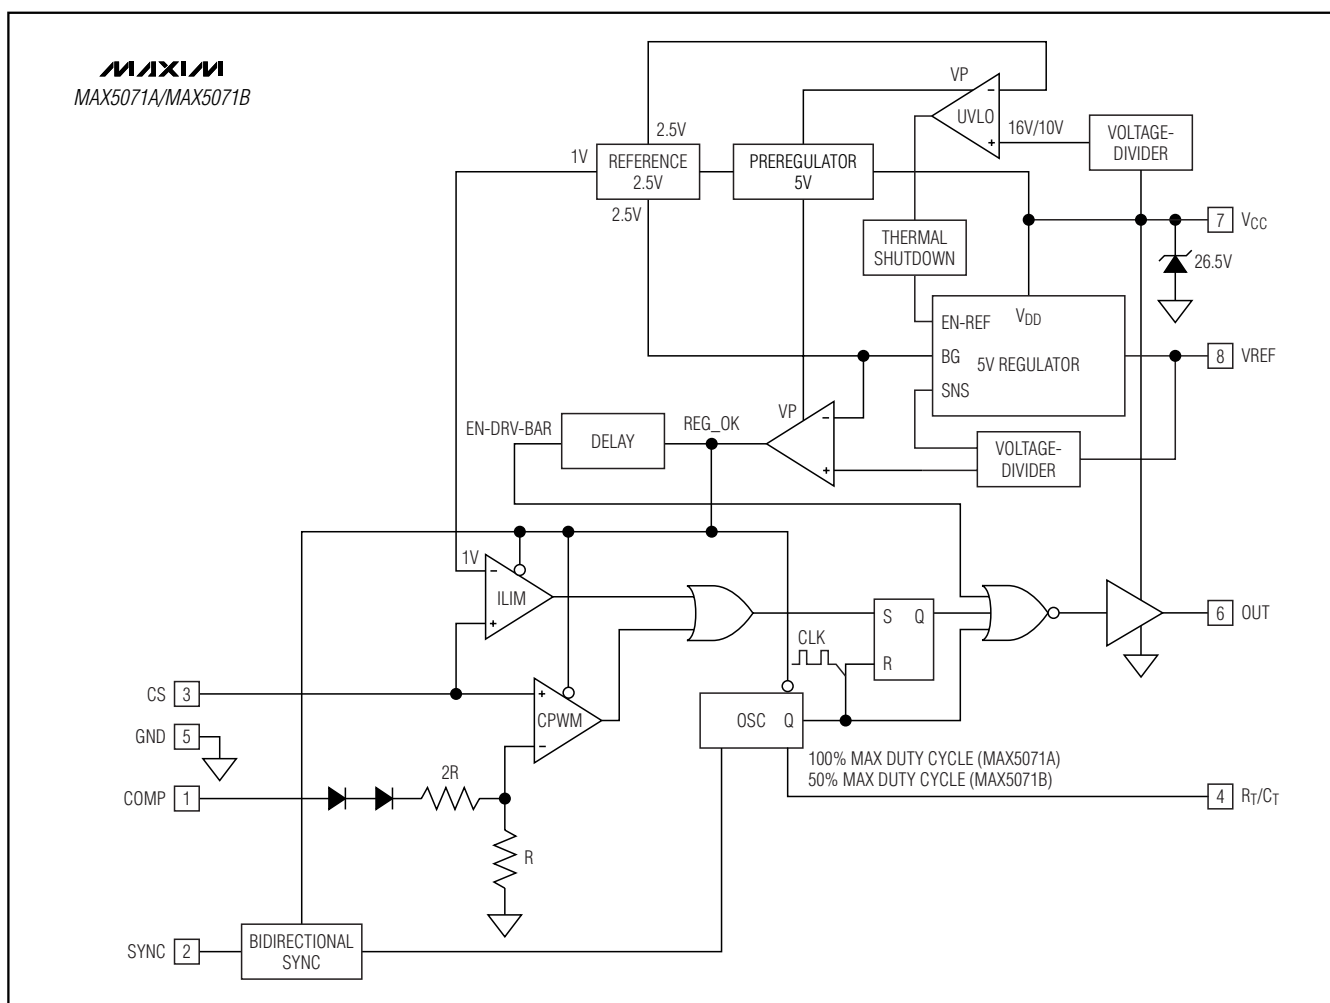 MAXIM
MAX5071A/MAX5071B
VP
−
UVLO
+
16V/10V
VOLTAGE-
DIVIDER
2.5V
1V
REFERENCE
2.5V
PREREGULATOR
5V
2.5V
7
VCC
THERMAL
SHUTDOWN
26.5V
EN-REF
VDD
BG
5V REGULATOR
SNS
8
VREF
VP
−
+
EN-DRV-BAR
DELAY
REG_OK
VOLTAGE-
DIVIDER
1V
−
ILIM
+
S
Q
R
CLK
6
OUT
CS
3
+
CPWM
−
OSC
Q
GND
5
100% MAX DUTY CYCLE (MAX5071A)
50% MAX DUTY CYCLE (MAX5071B)
2R
COMP
1
4
RT/CT
R
SYNC
2
BIDIRECTIONAL
SYNC